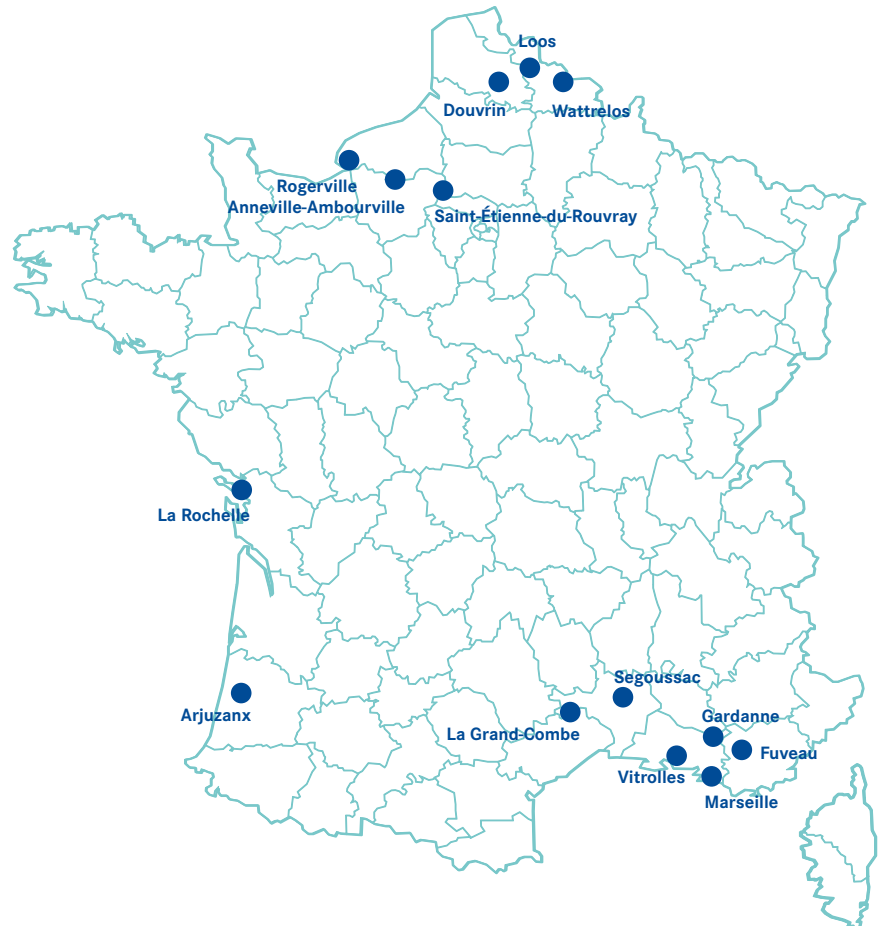 Loos
Douvrin
Wattrelos
Rogerville
Anneville-Ambourville
Saint-Étienne-du-Rouvray
La Rochelle
Segoussac
Arjuzanx
Gardanne
La Grand-Combe
Fuveau
Vitrolles
Marseille